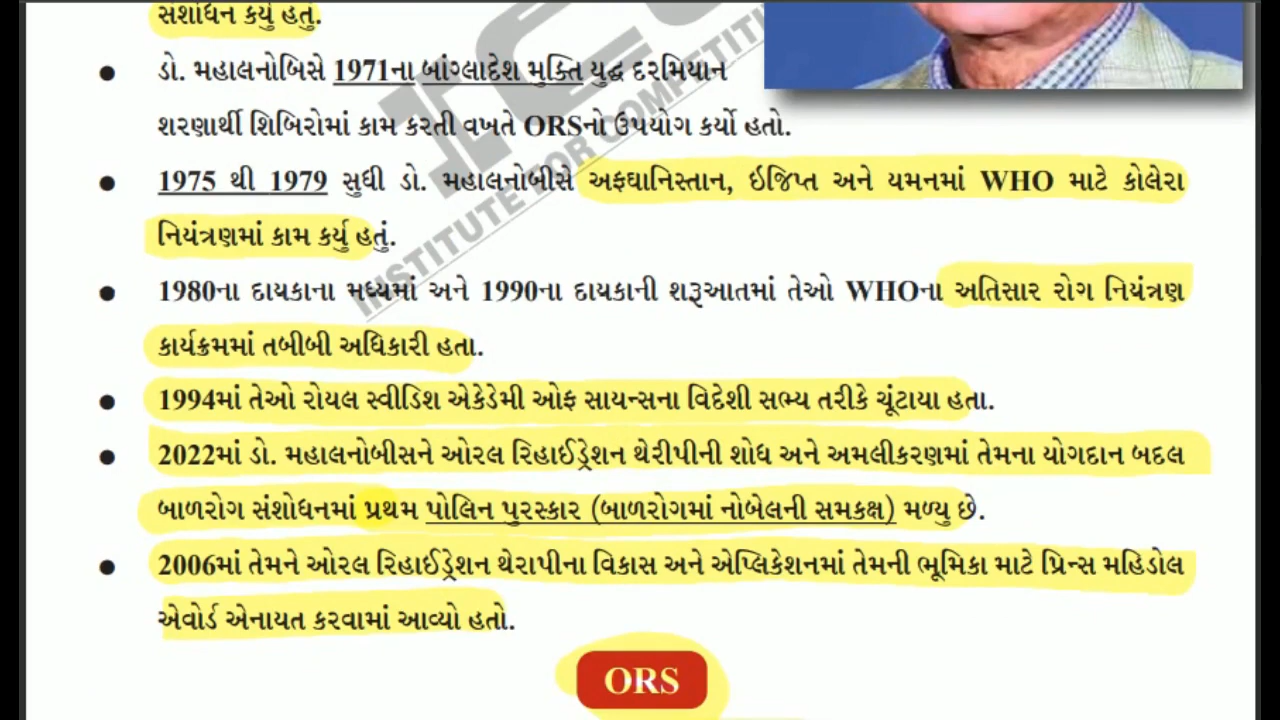 સંશોધન કર્યુ હતુ.
● ડો. મહાલનોબિસે 1971ના બાંગ્લાદેશ મુક્તિ યુદ્ધ દરમિયાન
શરણાર્થી શિબિરોમાં કામ કરતી વખતે ORSનો ઉપયોગ કર્યો હતો.
● 1975 થી 1979 સુધી ડો. મહાલનોબીસે અફઘાનિસ્તાન, ઇજિપ્ત અને યમનમાં WHO માટે કોલેરા
નિયંત્રણમાં કામ કર્યુ હતું.
● 1980ના દાયકાના મધ્યમાં અને 1990ના દાયકાની શરૂઆતમાં તેઓ WHOના અતિસાર રોગ નિયંત્રણ
કાર્યક્રમમાં તબીબી અધિકારી હતા.
● 1994માં તેઓ રોયલ સ્વીડિશ એકેડેમી ઓફ સાયન્સના વિદેશી સભ્ય તરીકે ચૂંટાયા હતા.
● 2022માં ડો. મહાલનોબીસને ઓરલ રિહાઈડ્રેશન થેરીપીની શોધ અને અમલીકરણમાં તેમના યોગદાન બદલ
બાળરોગ સંશોધનમાં પ્રથમ પોલિન પુરસ્કાર (બાળરોગમાં નોબેલની સમકક્ષ) મળ્યુ છે.
● 2006માં તેમને ઓરલ રિહાઈડ્રેશન થેરાપીના વિકાસ અને એપ્લિકેશનમાં તેમની ભૂમિકા માટે પ્રિન્સ મહિડોલ
એવોર્ડ એનાયત કરવામાં આવ્યો હતો.
ORS
INSTITUTE FOR